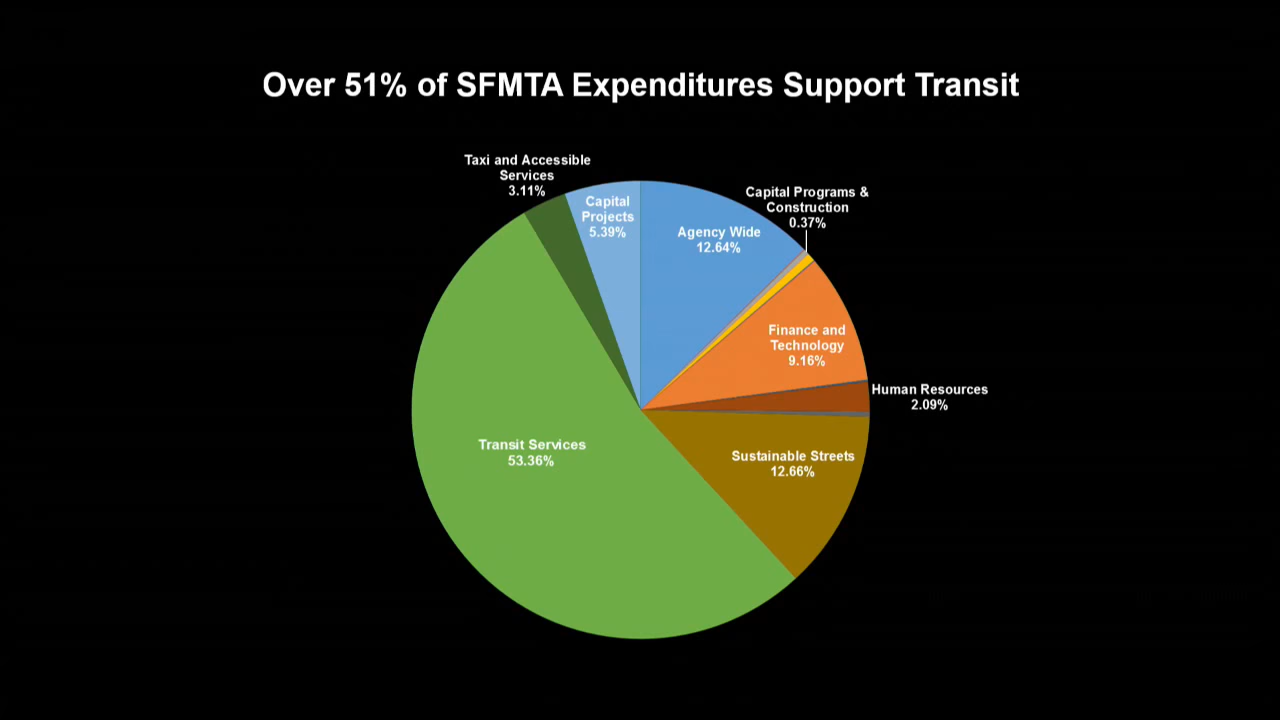 Over 51% of SFMTA Expenditures Support Transit
Taxi and Accessible
Services
3.11%
Capital
Projects
5.39%
Agency Wide
12.64%
Capital Programs &
Construction
0.37%
Finance and
Technology
9.16%
Human Resources
2.09%
Sustainable Streets
12.66%
Transit Services
53.36%